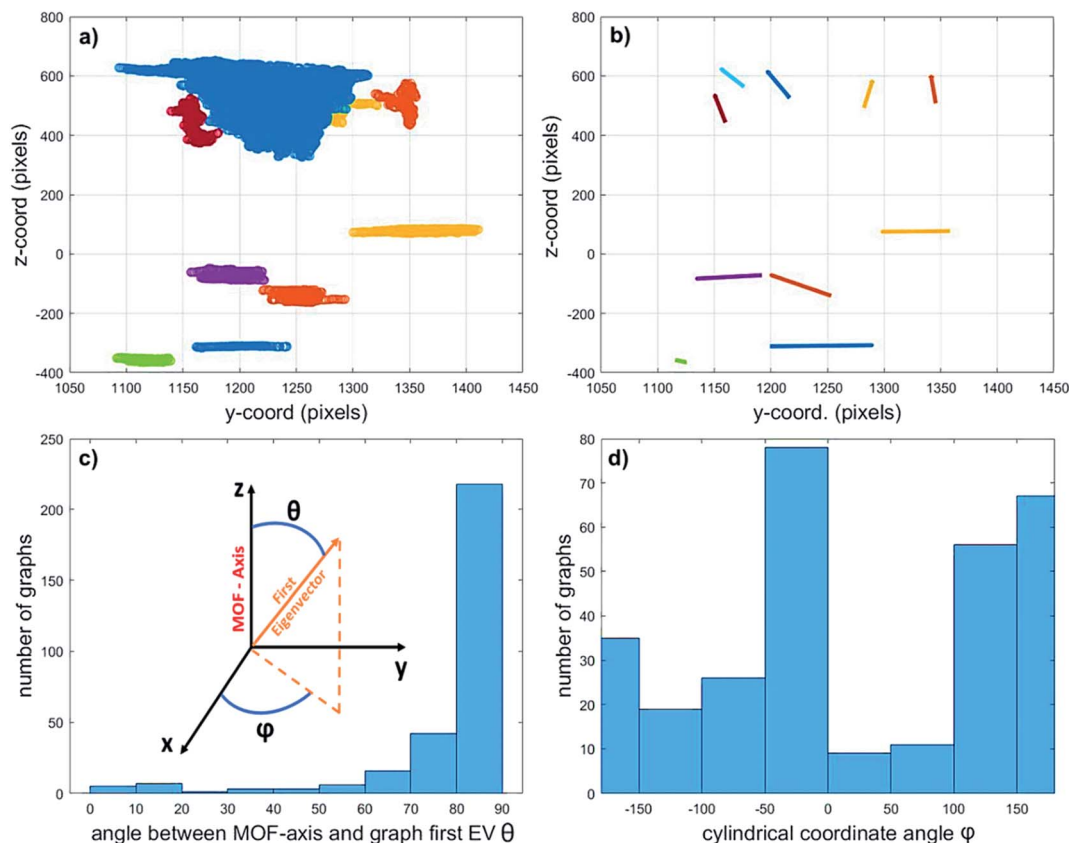 a)
800
600
400
200
0
-200
-400
1050 1100 1150 1200 1250 1300 1350 1400 1450
z-coord (pixels)
y-coord (pixels)
b)
800
600
400
200
0
-200
-400
1050 1100 1150 1200 1250 1300 1350 1400 1450
z-coord (pixels)
y-coord. (pixels)
c)
250
200
150
100
50
0
0 10 20 30 40 50 60 70 80 90
number of graphs
z
θ
MOF - Axis
First
Eigenvector
y
x
φ
angle between MOF-axis and graph first EV θ
d)
80
70
60
50
40
30
20
10
0
-150 -100 -50 0 50 100 150
number of graphs
cylindrical coordinate angle φ